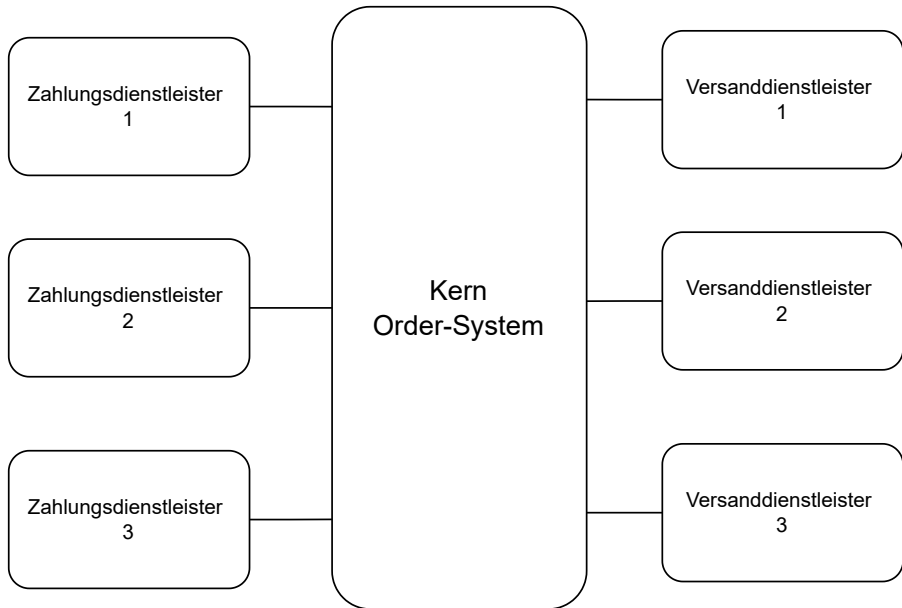 Zahlungsdienstleister
1
Zahlungsdienstleister
2
Zahlungsdienstleister
3
Kern
Order-System
Versanddienstleister
1
Versanddienstleister
2
Versanddienstleister
3